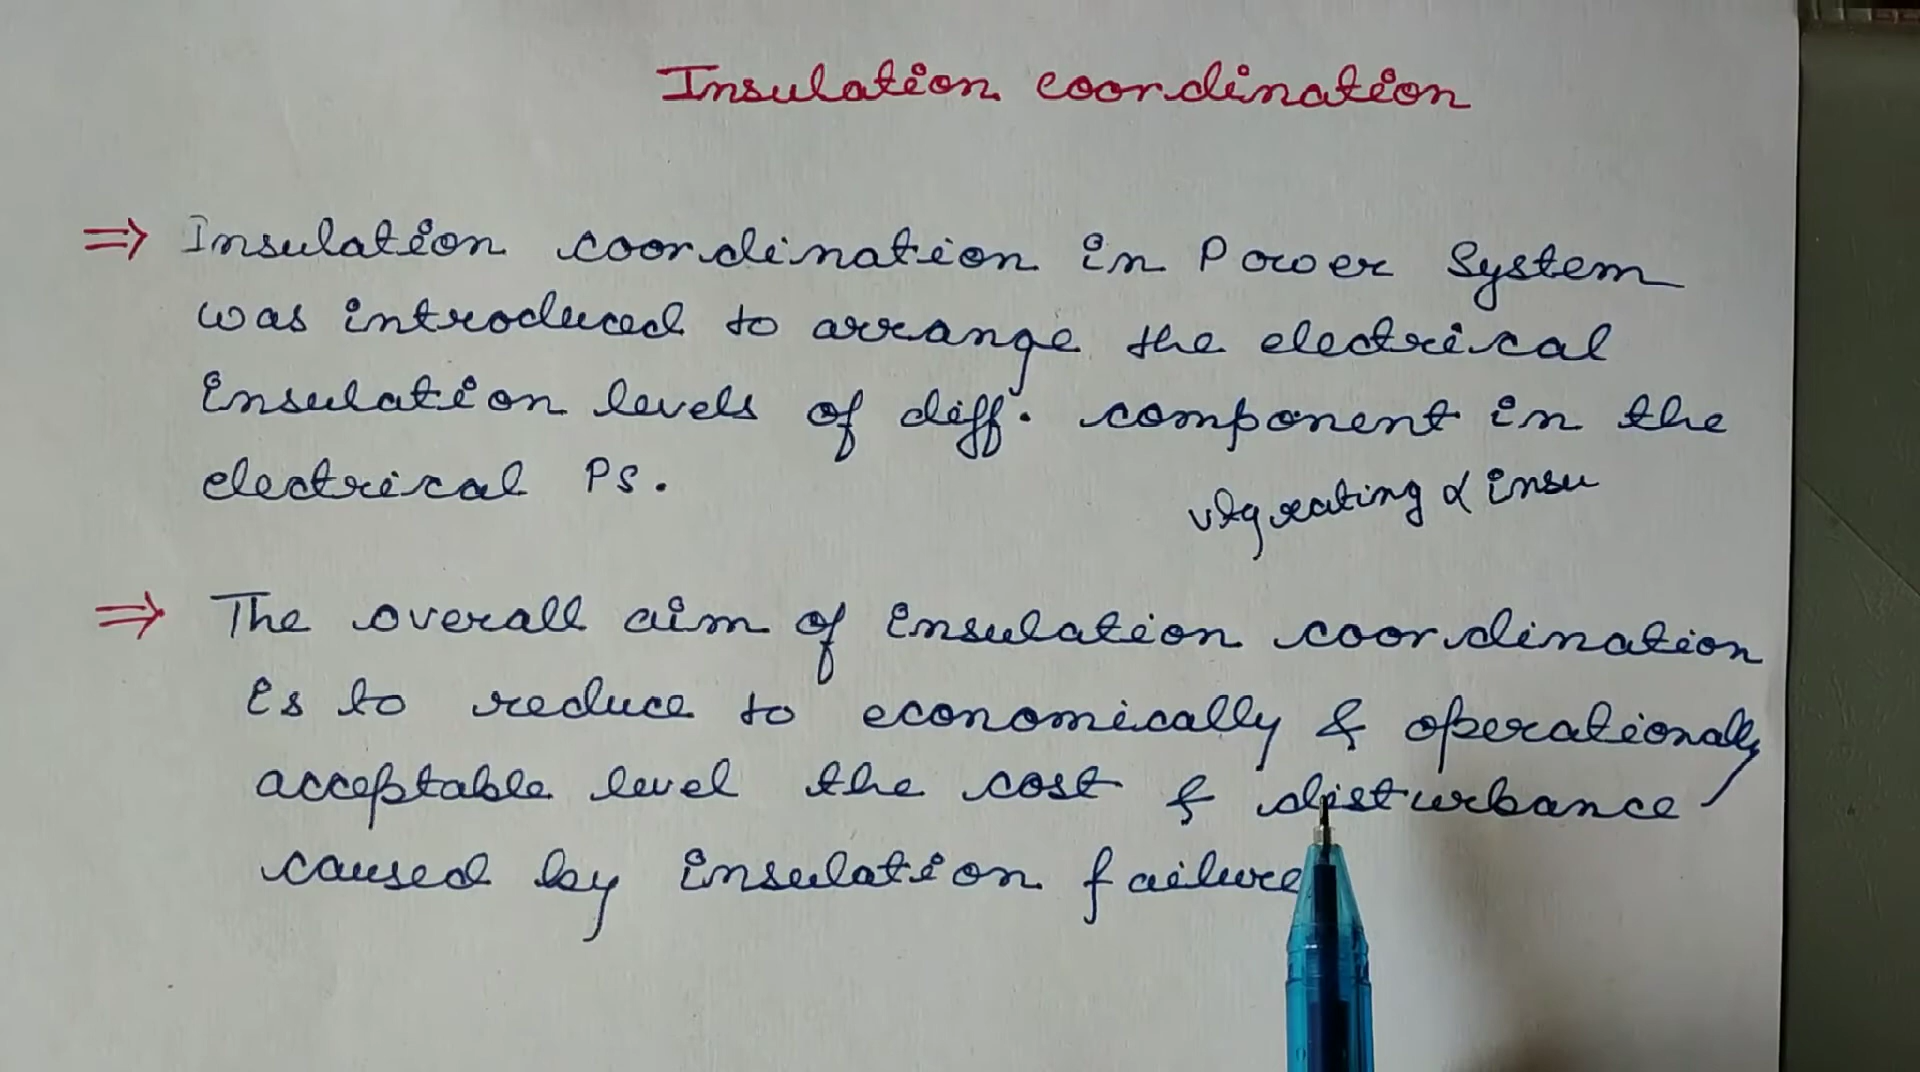 Insulation coordination
⇒ Insulation coordination in Power System
was introduced to arrange the electrical
insulation levels of diff. component in the
electrical PS.
vtg rating ∝ insu
⇒ The overall aim of insulation coordination
is to reduce to economically & operationally
acceptable level the cost & disturbance
caused by insulation failure